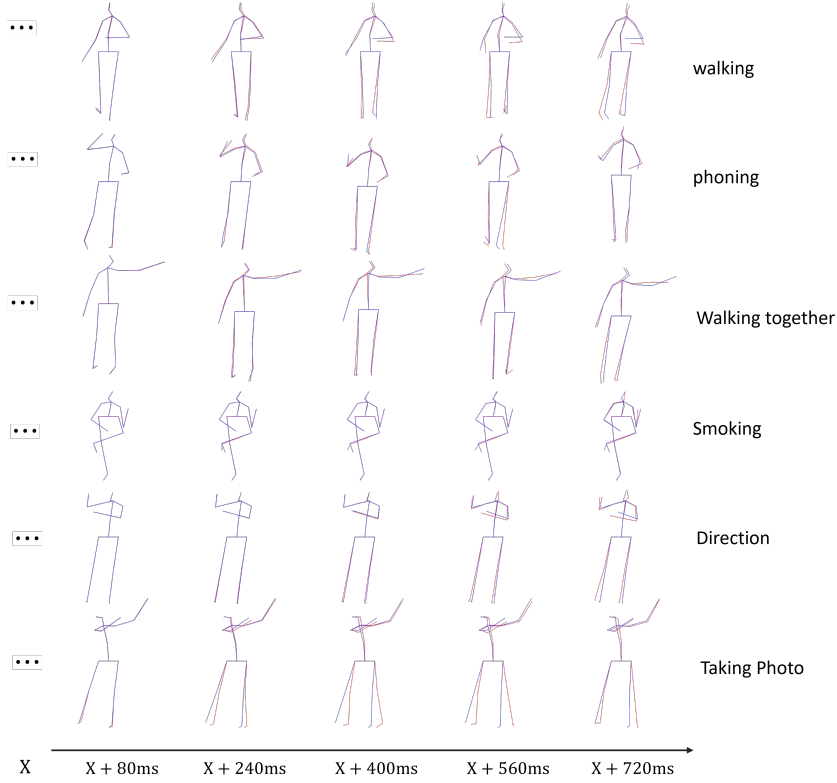 ...
walking
...
phoning
...
Walking together
...
Smoking
...
Direction
...
Taking Photo
X X + 80ms X + 240ms X + 400ms X + 560ms X + 720ms